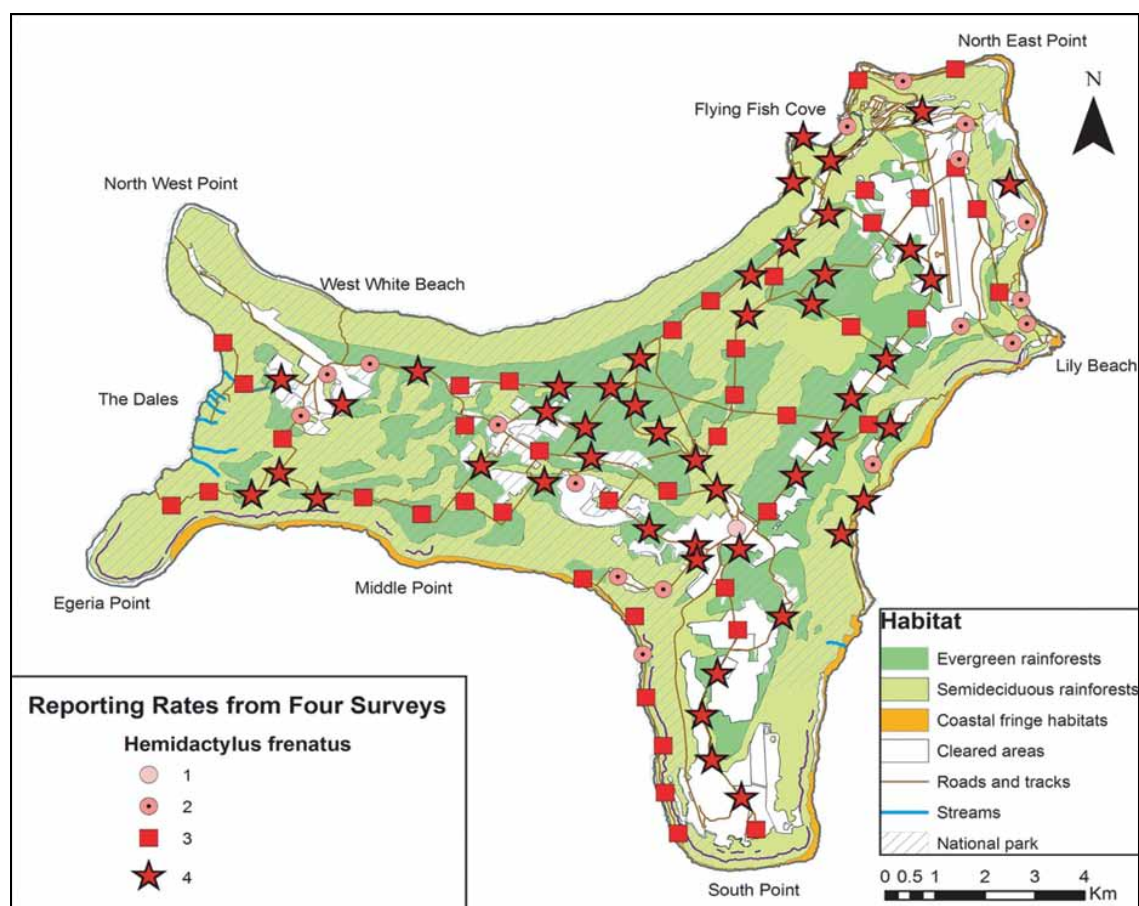 North East Point
N
Flying Fish Cove
North West Point
West White Beach
The Dales
Lily Beach
Egeria Point
Middle Point
South Point
Reporting Rates from Four Surveys
Hemidactylus frenatus
1
2
3
4
Habitat
Evergreen rainforests
Semideciduous rainforests
Coastal fringe habitats
Cleared areas
Roads and tracks
Streams
National park
0 0.5 1 2 3 4
Km